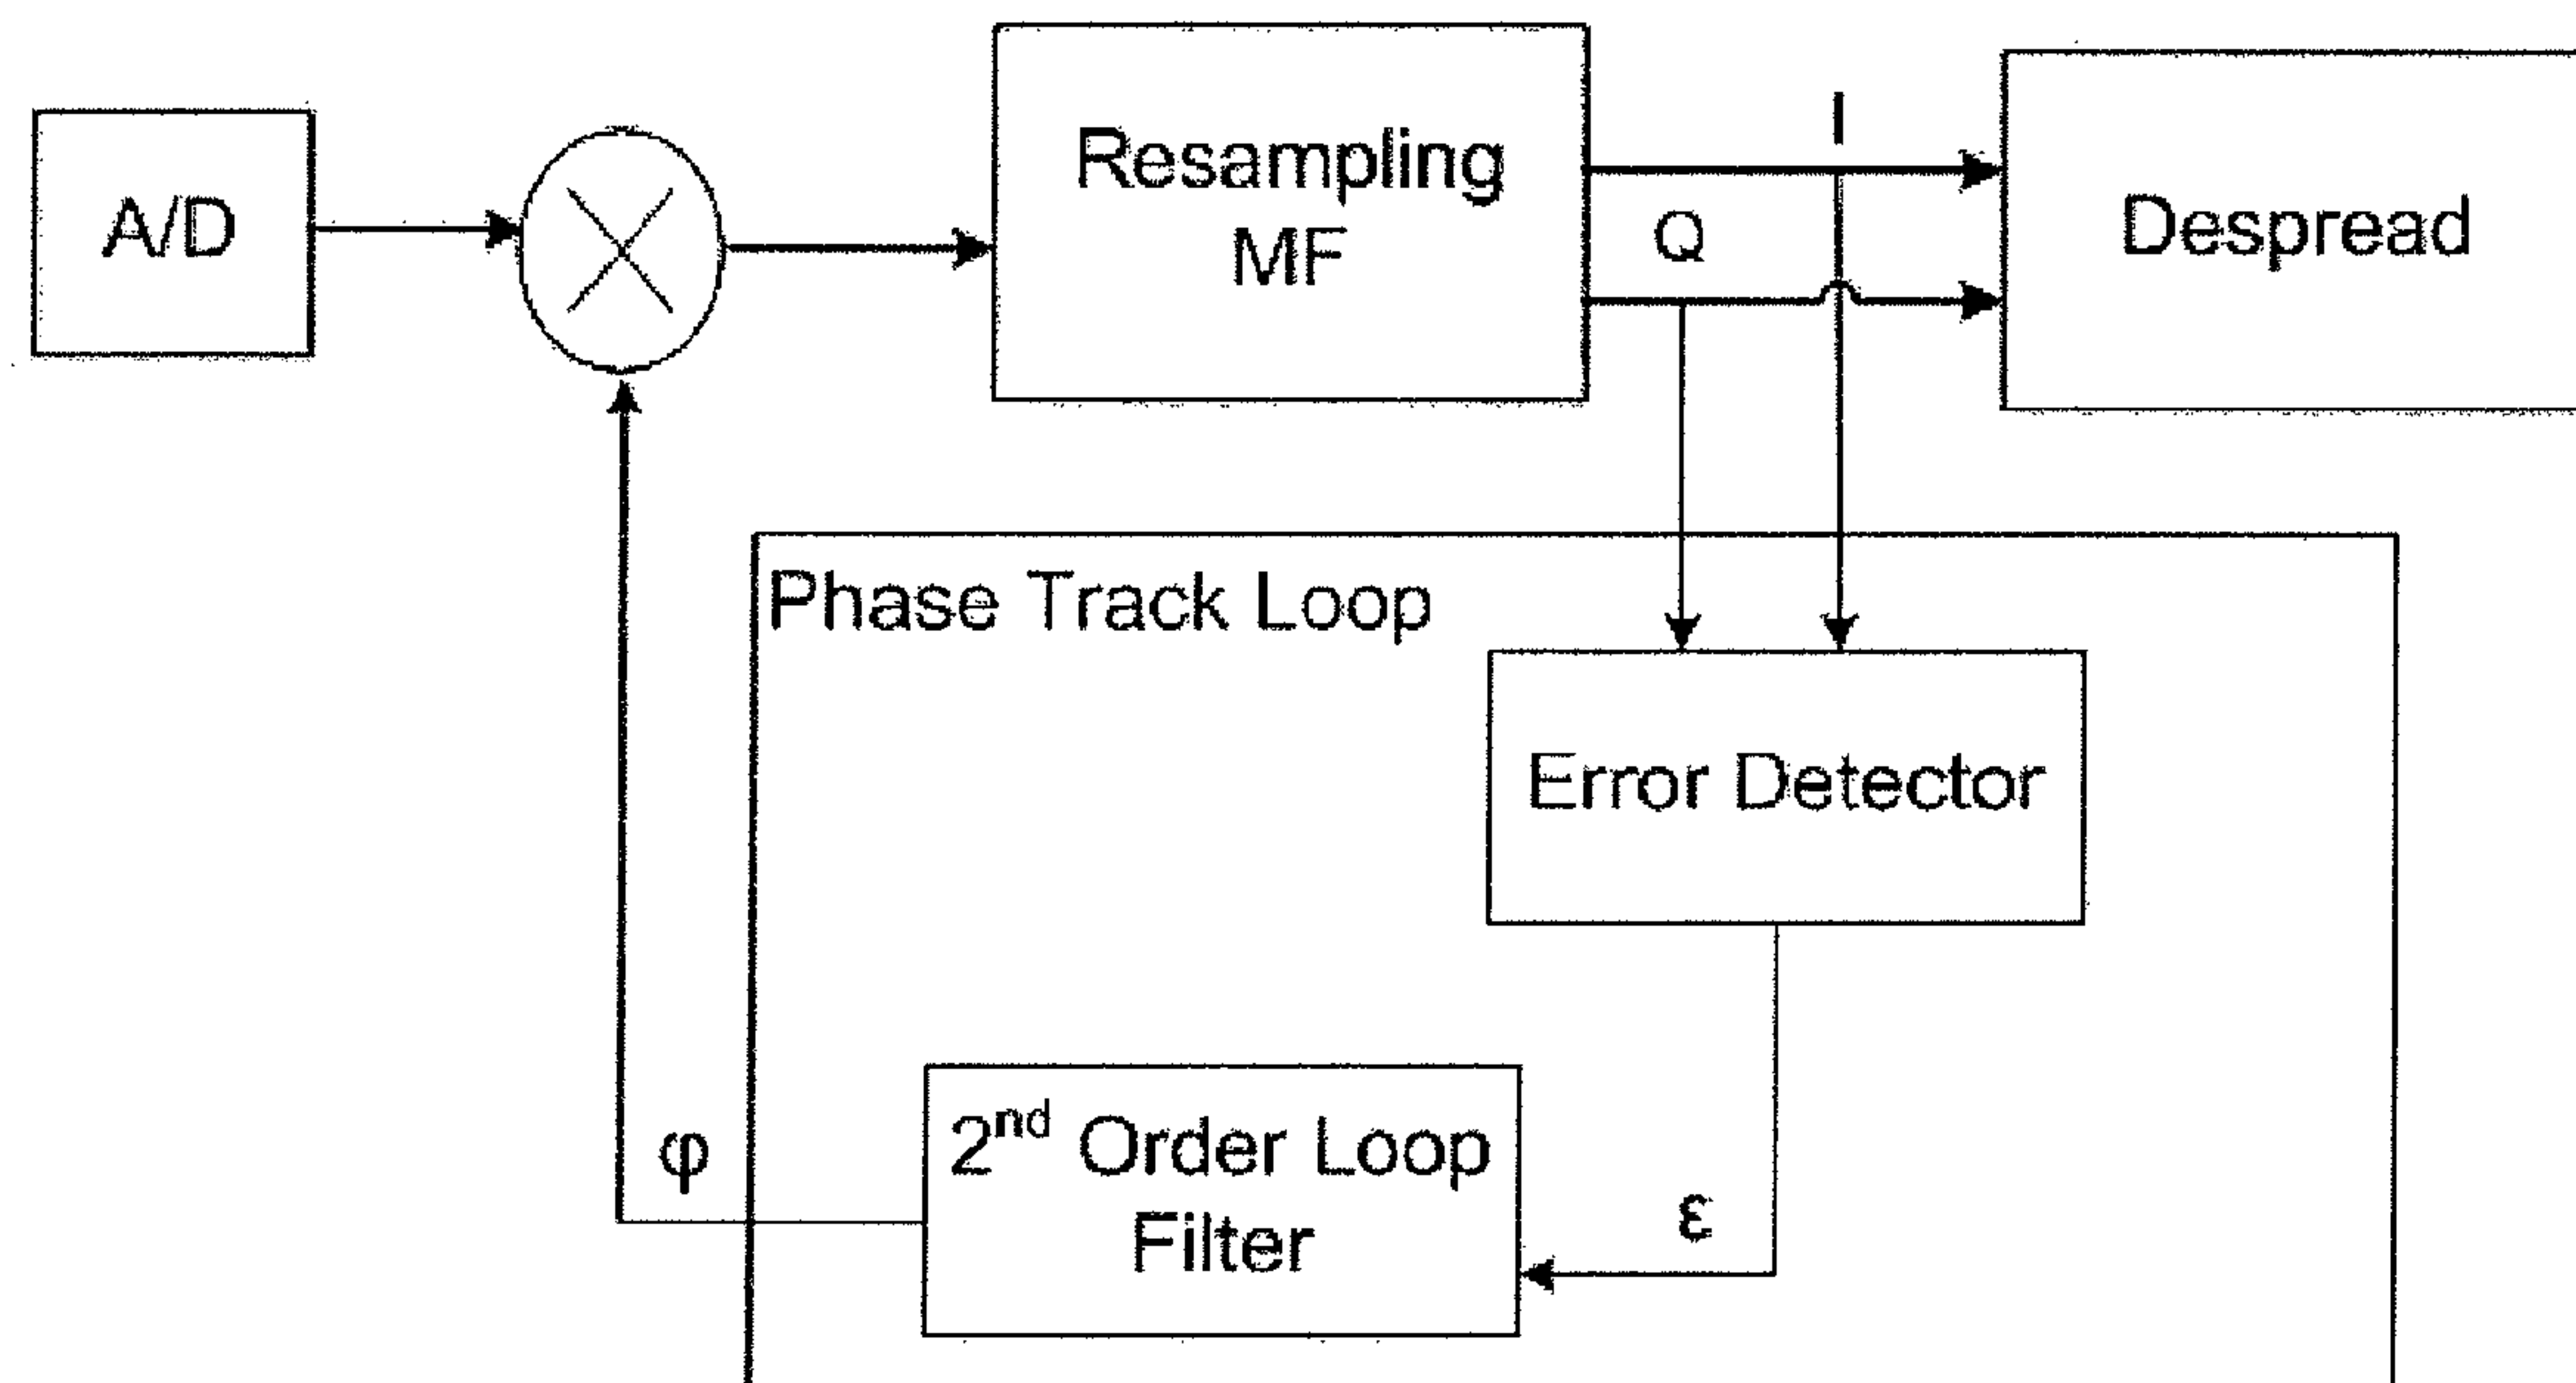 A/D
Resampling
MF
I
Q
Despread
Phase Track Loop
Error Detector
2nd Order Loop
Filter
φ
ε